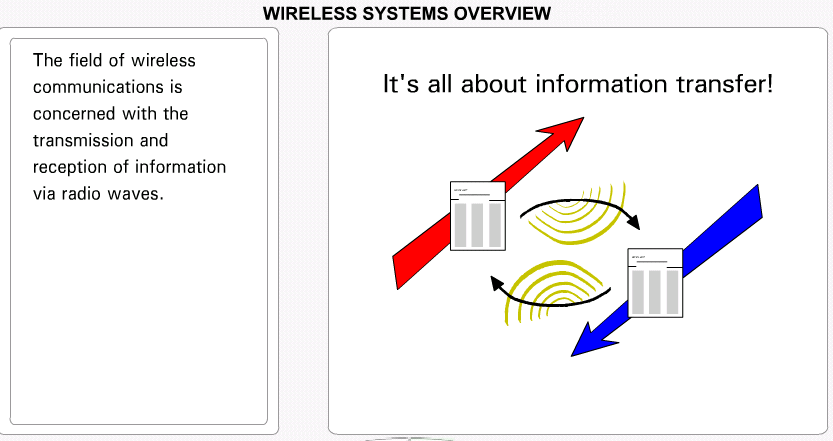 WIRELESS SYSTEMS OVERVIEW
The field of wireless
communications is
concerned with the
transmission and
reception of information
via radio waves.
It's all about information transfer!